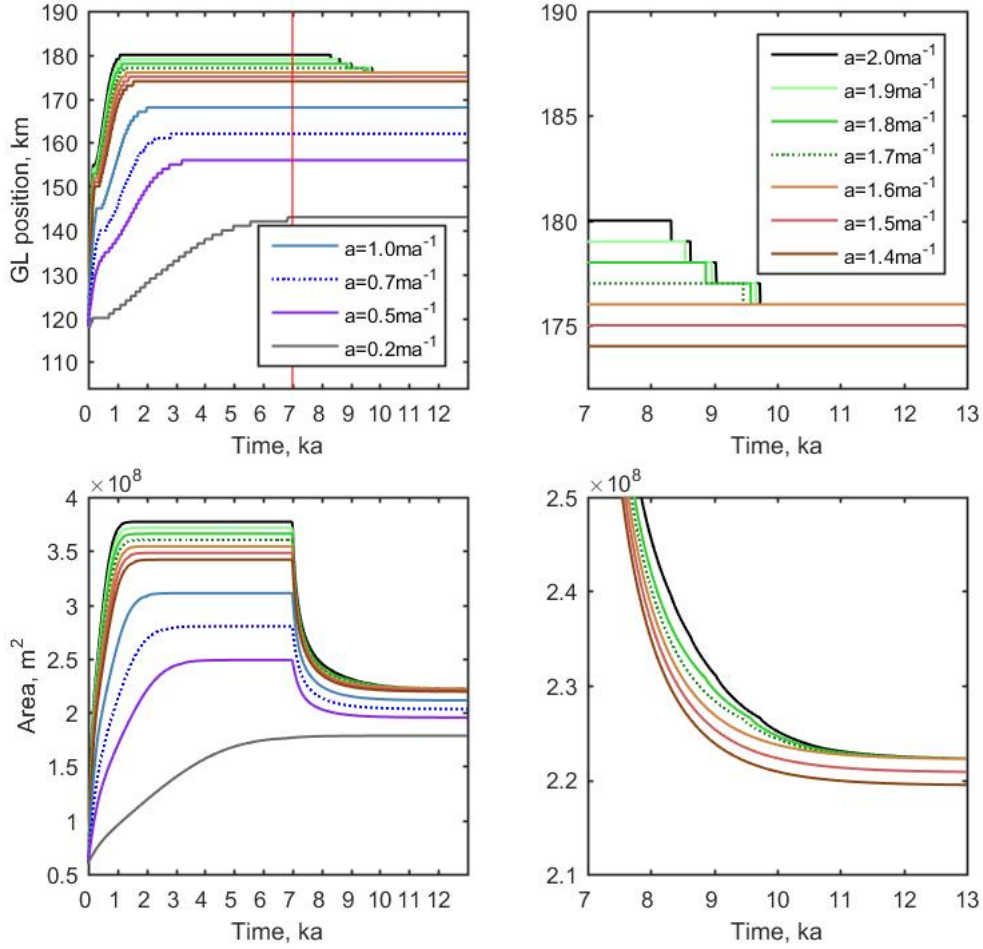 190
180
170
160
150
140
130
120
110
GL position, km
0 1 2 3 4 5 6 7 8 9 10 11 12
Time, ka
a=1.0ma⁻¹
a=0.7ma⁻¹
a=0.5ma⁻¹
a=0.2ma⁻¹
190
185
180
175
7 8 9 10 11 12 13
Time, ka
a=2.0ma⁻¹
a=1.9ma⁻¹
a=1.8ma⁻¹
a=1.7ma⁻¹
a=1.6ma⁻¹
a=1.5ma⁻¹
a=1.4ma⁻¹
×10⁸
4
3.5
3
2.5
2
1.5
1
0.5
Area, m²
0 1 2 3 4 5 6 7 8 9 10 11 12
Time, ka
×10⁸
2.5
2.4
2.3
2.2
2.1
7 8 9 10 11 12 13
Time, ka